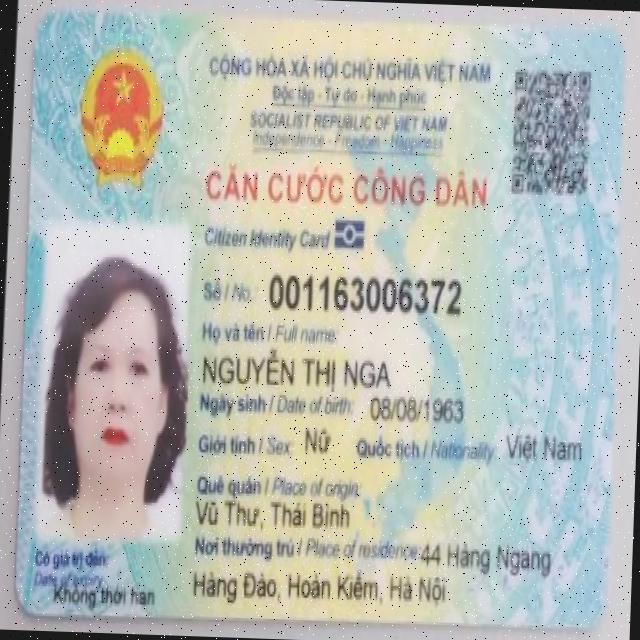 CỘNG HÒA XÃ HỘI CHỦ NGHĨA VIỆT NAM
Độc lập - Tự do - Hạnh phúc
SOCIALIST REPUBLIC OF VIET NAM
Independence - Freedom - Happiness
CĂN CƯỚC CÔNG DÂN
Citizen Identity Card
Số / No.: 001163006372
Họ và tên / Full name:
NGUYỄN THỊ NGA
Ngày sinh / Date of birth: 08/08/1963
Giới tính / Sex: Nữ Quốc tịch / Nationality: Việt Nam
Quê quán / Place of origin:
Vũ Thư, Thái Bình
Nơi thường trú / Place of residence: 44 Hàng Ngang
Hàng Đào, Hoàn Kiếm, Hà Nội
Có giá trị đến:
Date of expiry
Không thời hạn